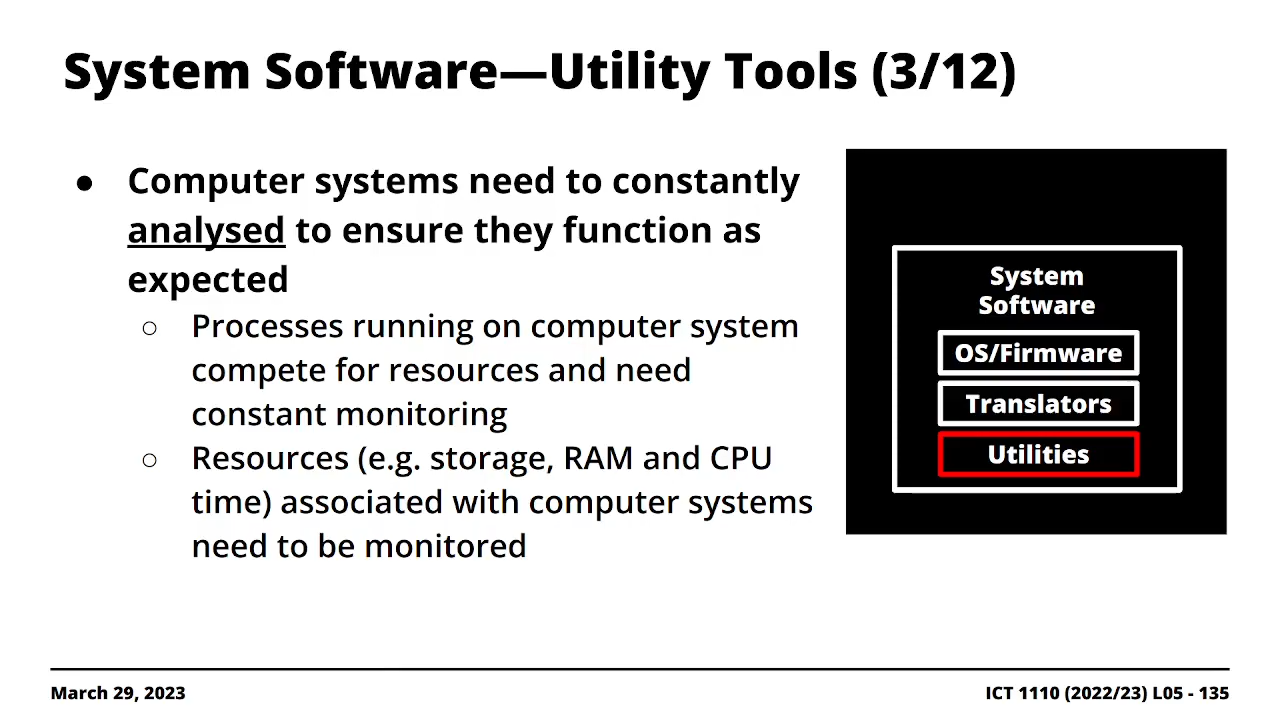 System Software—Utility Tools (3/12)
● Computer systems need to constantly
analysed to ensure they function as
expected
○ Processes running on computer system
compete for resources and need
constant monitoring
○ Resources (e.g. storage, RAM and CPU
time) associated with computer systems
need to be monitored
System
Software
OS/Firmware
Translators
Utilities
March 29, 2023
ICT 1110 (2022/23) L05 - 135